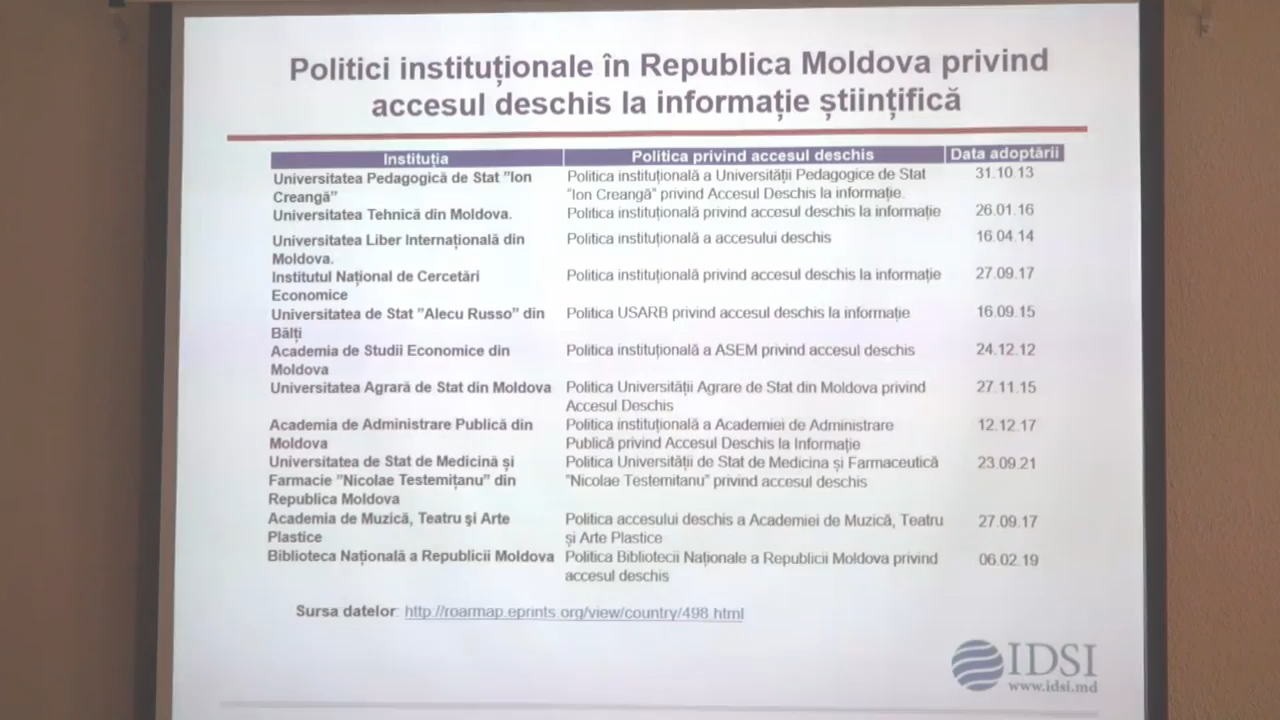 Politici instituționale în Republica Moldova privind
accesul deschis la informație științifică
Instituția Politica privind accesul deschis Data adoptării
Universitatea Pedagogică de Stat ”Ion Politica instituțională a Universității Pedagogice de Stat 31.10.13
Creangă” “Ion Creangă” privind Accesul Deschis la informație.
Universitatea Tehnică din Moldova. Politica instituțională privind accesul deschis la informație 26.01.16
Universitatea Liber Internațională din Politica instituțională a accesului deschis 16.04.14
Moldova.
Institutul Național de Cercetări Politica instituțională privind accesul deschis la informație 27.09.17
Economice
Universitatea de Stat ”Alecu Russo” din Politica USARB privind accesul deschis la informație 16.09.15
Bălți
Academia de Studii Economice din Politica instituțională a ASEM privind accesul deschis 24.12.12
Moldova
Universitatea Agrară de Stat din Moldova Politica Universității Agrare de Stat din Moldova privind 27.11.15
Accesul Deschis
Academia de Administrare Publică din Politica instituțională a Academiei de Administrare 12.12.17
Moldova Publică privind Accesul Deschis la Informație
Universitatea de Stat de Medicină și Politica Universității de Stat de Medicina și Farmaceutică 23.09.21
Farmacie ”Nicolae Testemițanu” din ”Nicolae Testemitanu” privind accesul deschis
Republica Moldova
Academia de Muzică, Teatru şi Arte Politica accesului deschis a Academiei de Muzică, Teatru 27.09.17
Plastice și Arte Plastice
Biblioteca Națională a Republicii Moldova Politica Bibliotecii Naționale a Republicii Moldova privind 06.02.19
accesul deschis
Sursa datelor: http://roarmap.eprints.org/view/country/498.html
IDSI
www.idsi.md